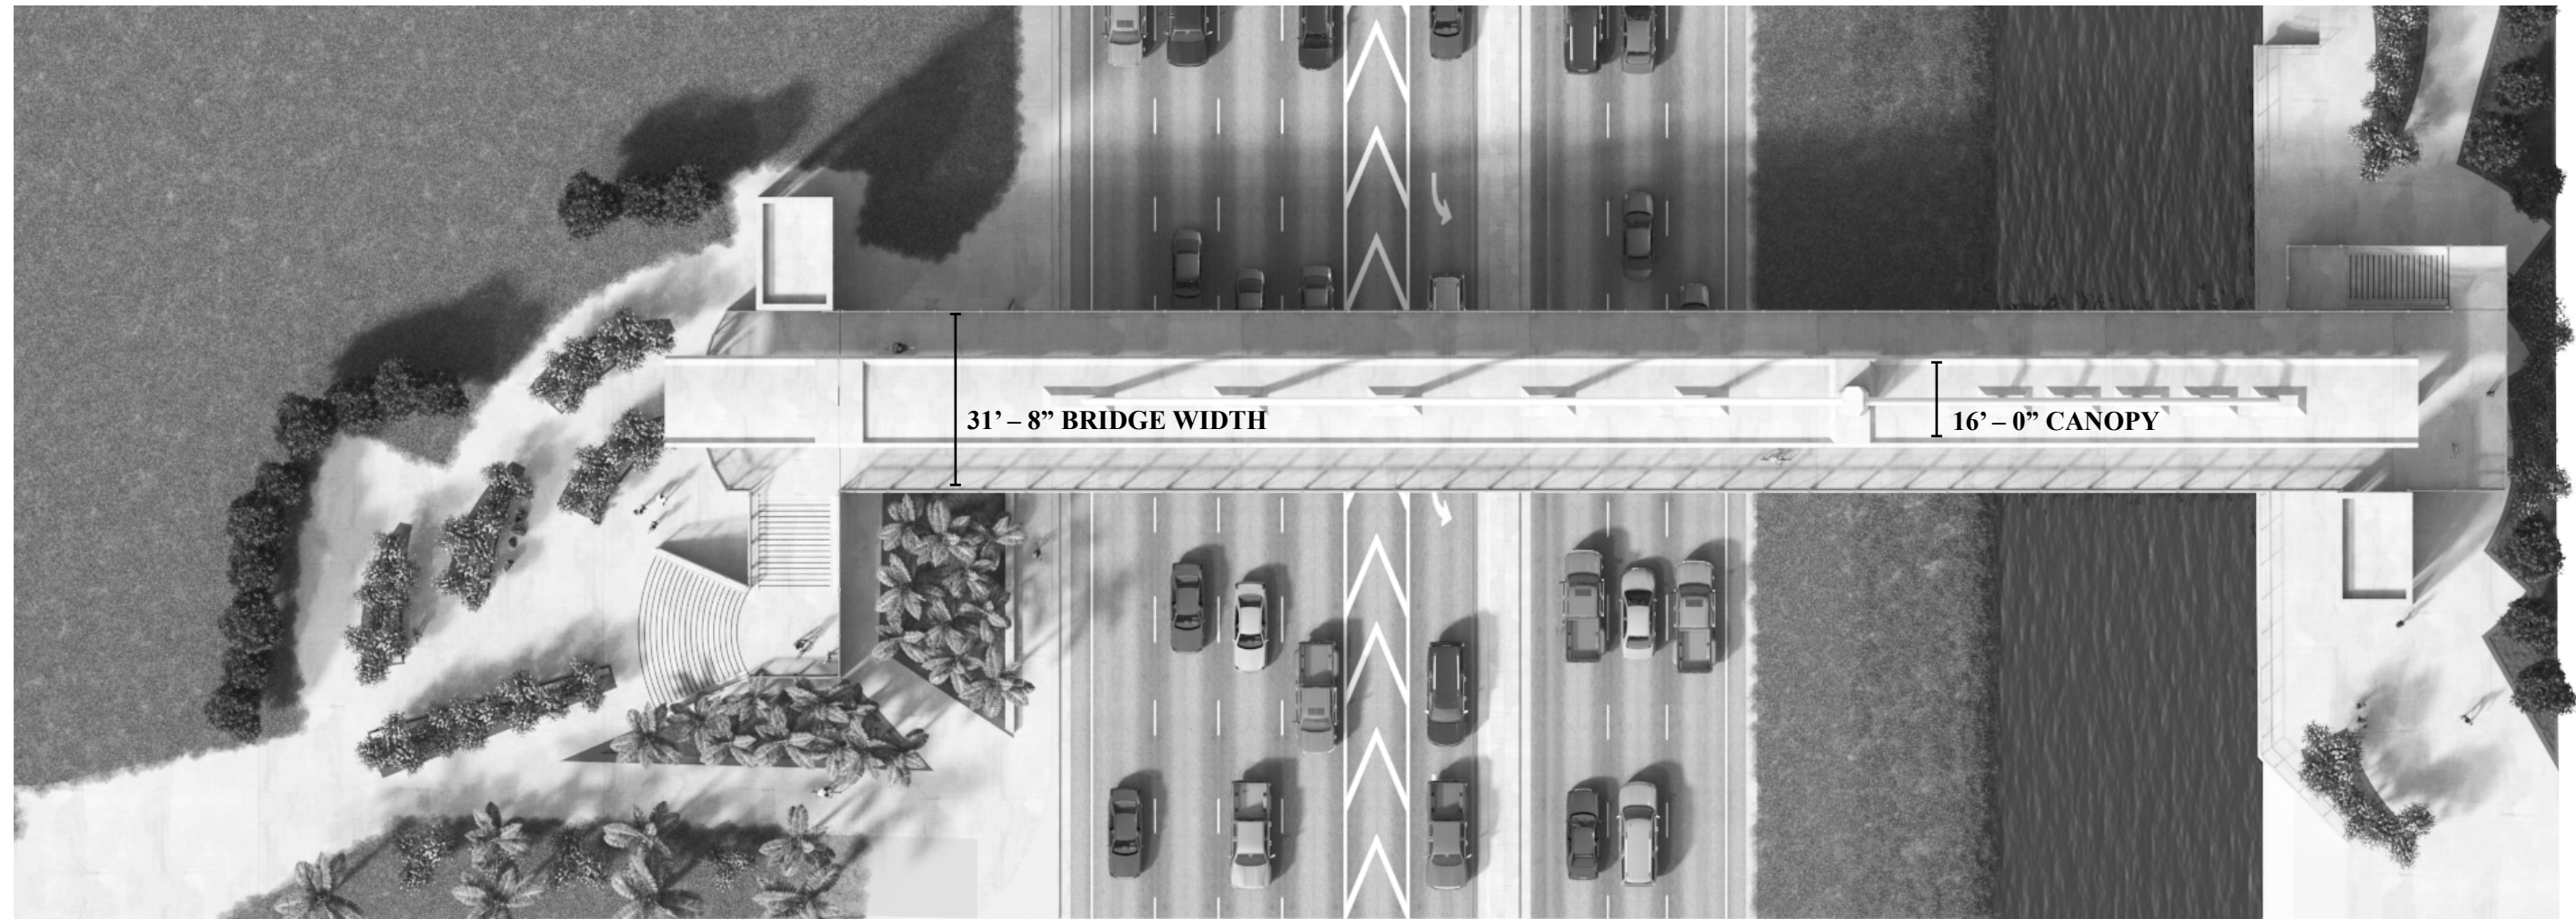 31’ – 8” BRIDGE WIDTH
16’ – 0” CANOPY